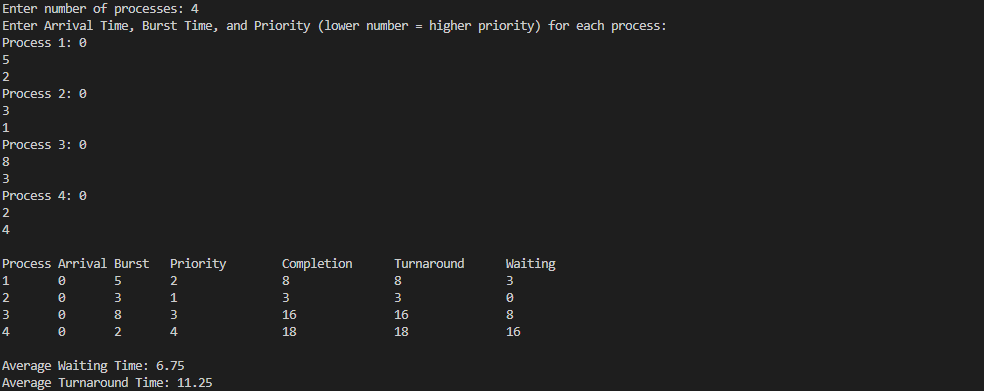 Enter number of processes: 4
Enter Arrival Time, Burst Time, and Priority (lower number = higher priority) for each process:
Process 1: 0
5
2
Process 2: 0
3
1
Process 3: 0
8
3
Process 4: 0
2
4
Process Arrival Burst Priority Completion Turnaround Waiting
1 0 5 2 8 8 3
2 0 3 1 3 3 0
3 0 8 3 16 16 8
4 0 2 4 18 18 16
Average Waiting Time: 6.75
Average Turnaround Time: 11.25